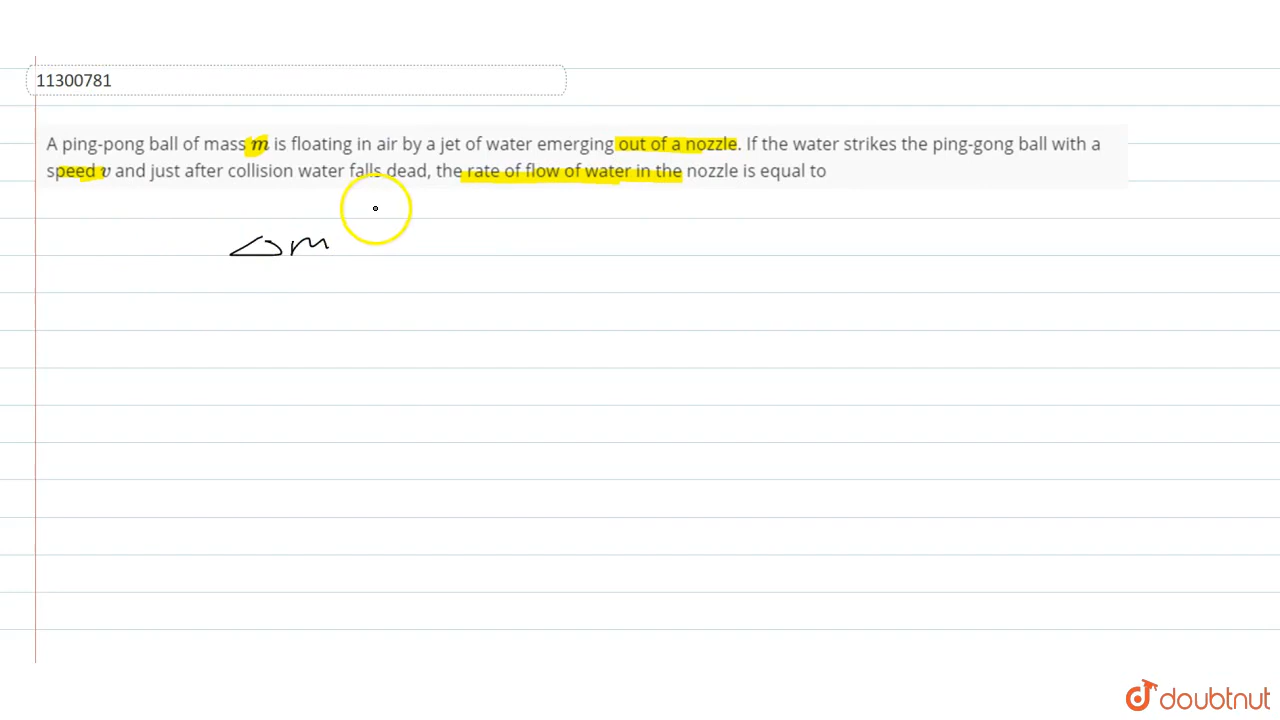 11300781
A ping-pong ball of mass m is floating in air by a jet of water emerging out of a nozzle. If the water strikes the ping-gong ball with a
speed v and just after collision water falls dead, the rate of flow of water in the nozzle is equal to
△m
doubtnut